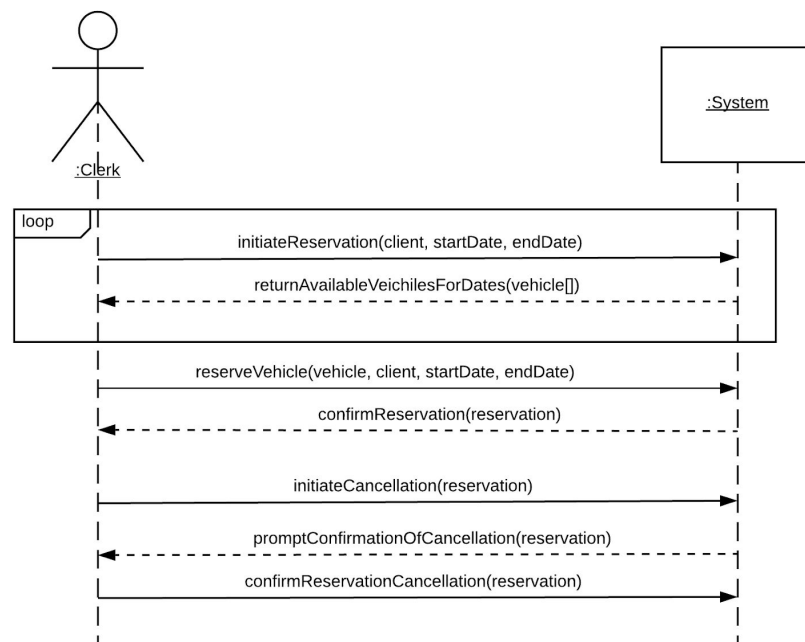 :Clerk
:System
loop
initiateReservation(client, startDate, endDate)
returnAvailableVeichilesForDates(vehicle[])
reserveVehicle(vehicle, client, startDate, endDate)
confirmReservation(reservation)
initiateCancellation(reservation)
promptConfirmationOfCancellation(reservation)
confirmReservationCancellation(reservation)